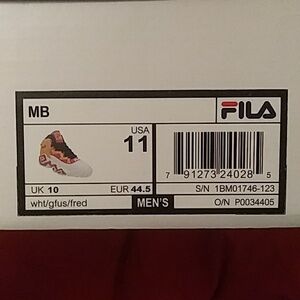 MB
FILA
USA
11
7 91273 24028 5
UK 10
EUR 44.5
S/N 1BM01746-123
wht/gfus/fred
MEN'S
O/N P0034405